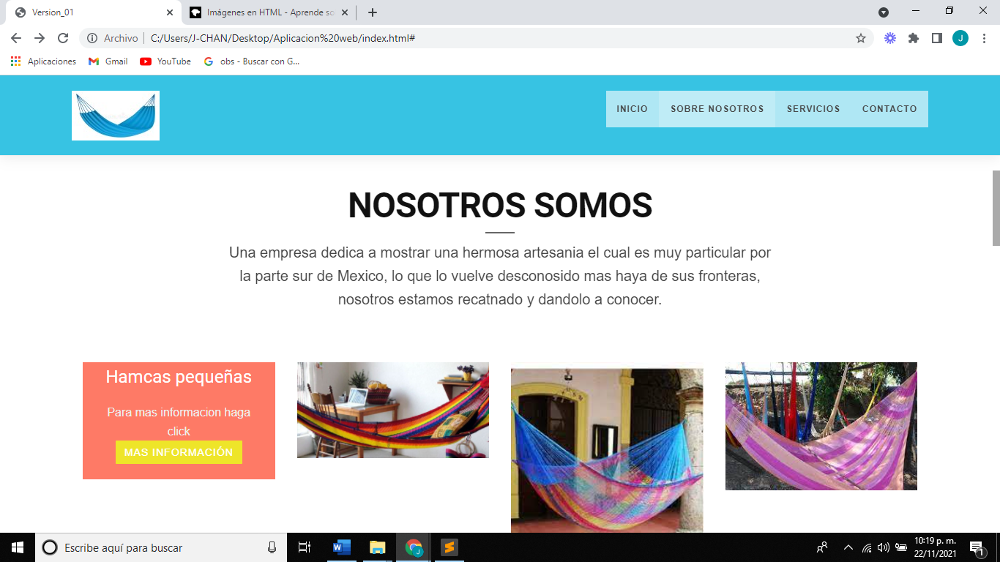 Version_01
Imágenes en HTML - Aprende so
Archivo
C:/Users/J-CHAN/Desktop/Aplicacion%20web/index.html#
J
Aplicaciones
Gmail
YouTube
obs - Buscar con G...
INICIO
SOBRE NOSOTROS
SERVICIOS
CONTACTO
NOSOTROS SOMOS
Una empresa dedica a mostrar una hermosa artesania el cual es muy particular por
la parte sur de Mexico, lo que lo vuelve desconosido mas haya de sus fronteras,
nosotros estamos recatnado y dandolo a conocer.
Hamcas pequeñas
Para mas informacion haga
click
MAS INFORMACIÓN
Escribe aquí para buscar
10:19 p. m.
22/11/2021
1